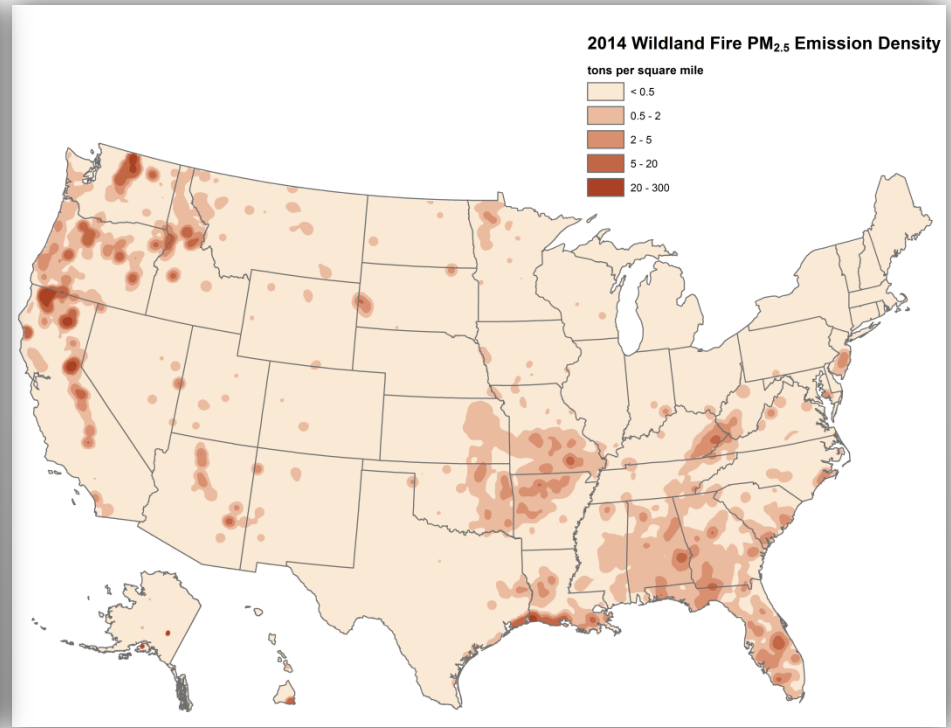 2014 Wildland Fire PM2.5 Emission Density
tons per square mile
< 0.5
0.5 - 2
2 - 5
5 - 20
20 - 300